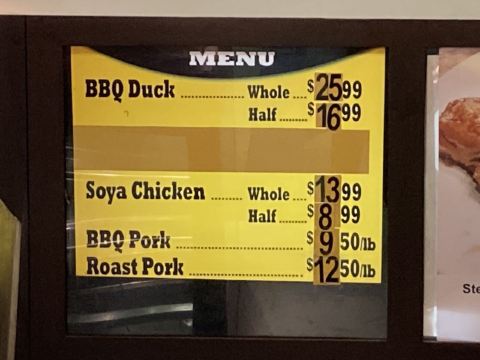 MENU
BBQ Duck ........................ Whole .... $25.99
Half ........ $16.99
Soya Chicken ......... Whole .... $13.99
Half ........ $8.99
BBQ Pork ........................................ $9.50/lb
Roast Pork ................................... $12.50/lb
Ste